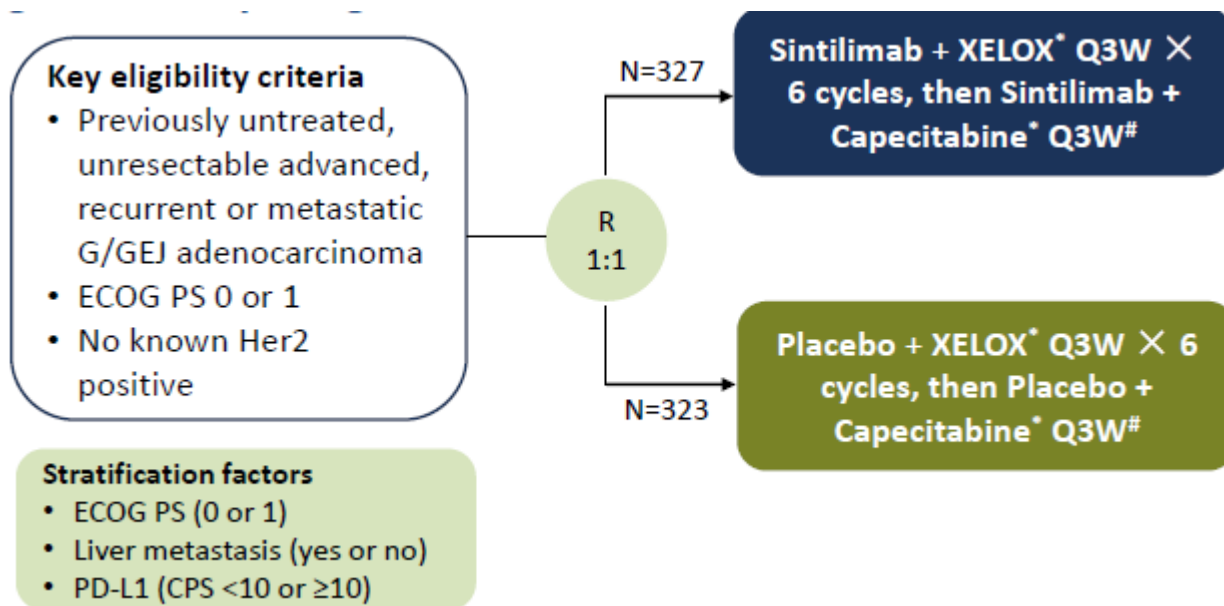 Key eligibility criteria
• Previously untreated,
unresectable advanced,
recurrent or metastatic
G/GEJ adenocarcinoma
• ECOG PS 0 or 1
• No known Her2
positive
Stratification factors
• ECOG PS (0 or 1)
• Liver metastasis (yes or no)
• PD-L1 (CPS <10 or ≥10)
R
1:1
N=327
N=323
Sintilimab + XELOX* Q3W ×
6 cycles, then Sintilimab +
Capecitabine* Q3W#
Placebo + XELOX* Q3W × 6
cycles, then Placebo +
Capecitabine* Q3W#